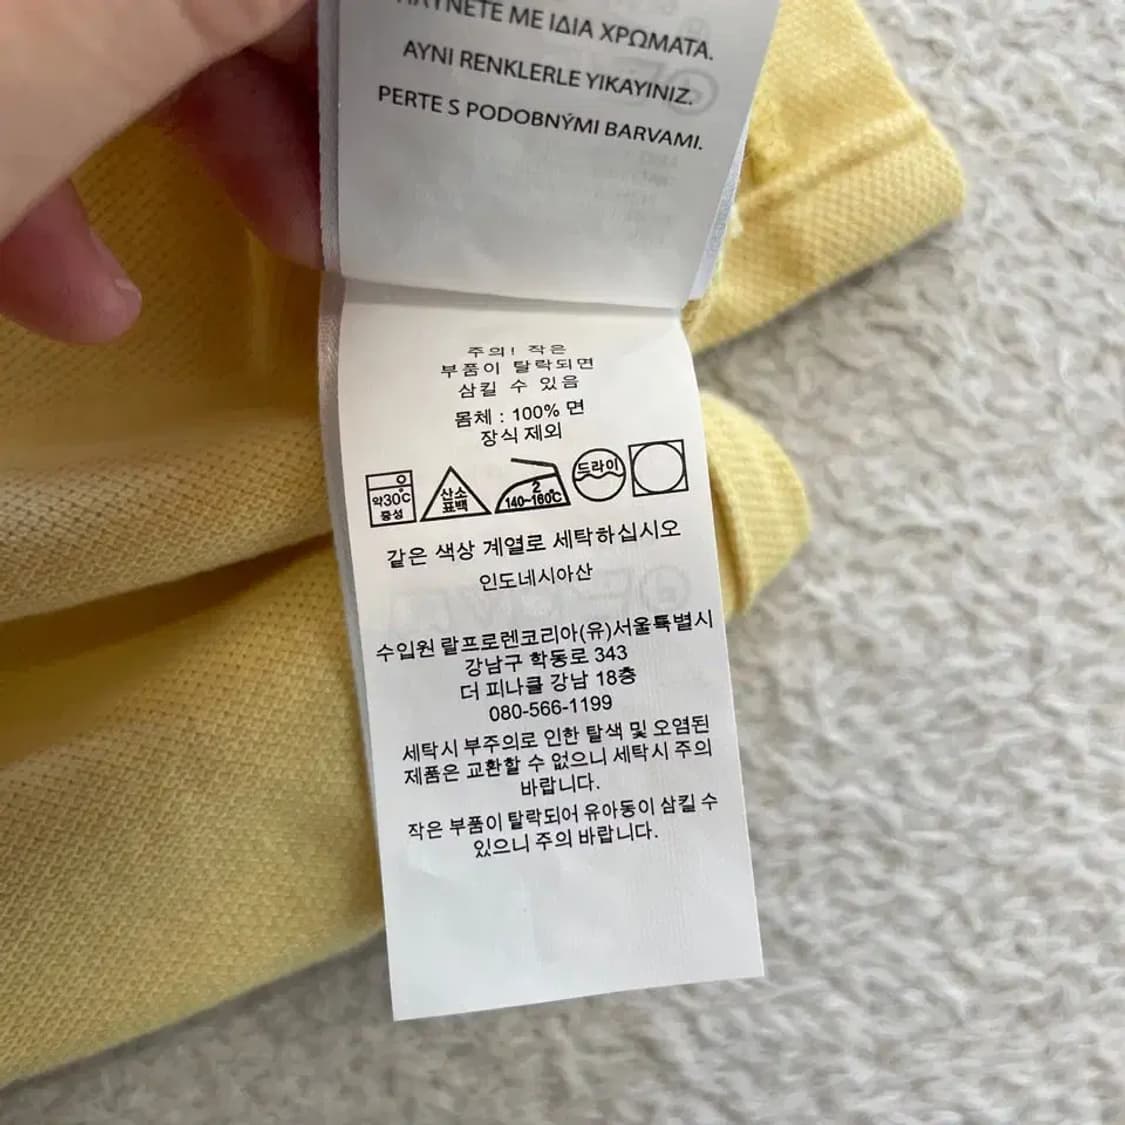 ΜΕ ΙΔΙΑ ΧΡΩΜΑΤΑ.
AYNI RENKLERLE YIKAYINIZ.
PERTE S PODOBNÝMI BARVAMI.
주의! 작은
부품이 탈락되면
삼킬 수 있음
몸체 : 100% 면
장식 제외
약30℃
중성
산소
표백
2
140~160℃
드라이
같은 색상 계열로 세탁하십시오
인도네시아산
수입원 랄프로렌코리아(유)서울특별시
강남구 학동로 343
더 피나클 강남 18층
080-566-1199
세탁시 부주의로 인한 탈색 및 오염된
제품은 교환할 수 없으니 세탁시 주의
바랍니다.
작은 부품이 탈락되어 유아동이 삼킬 수
있으니 주의 바랍니다.